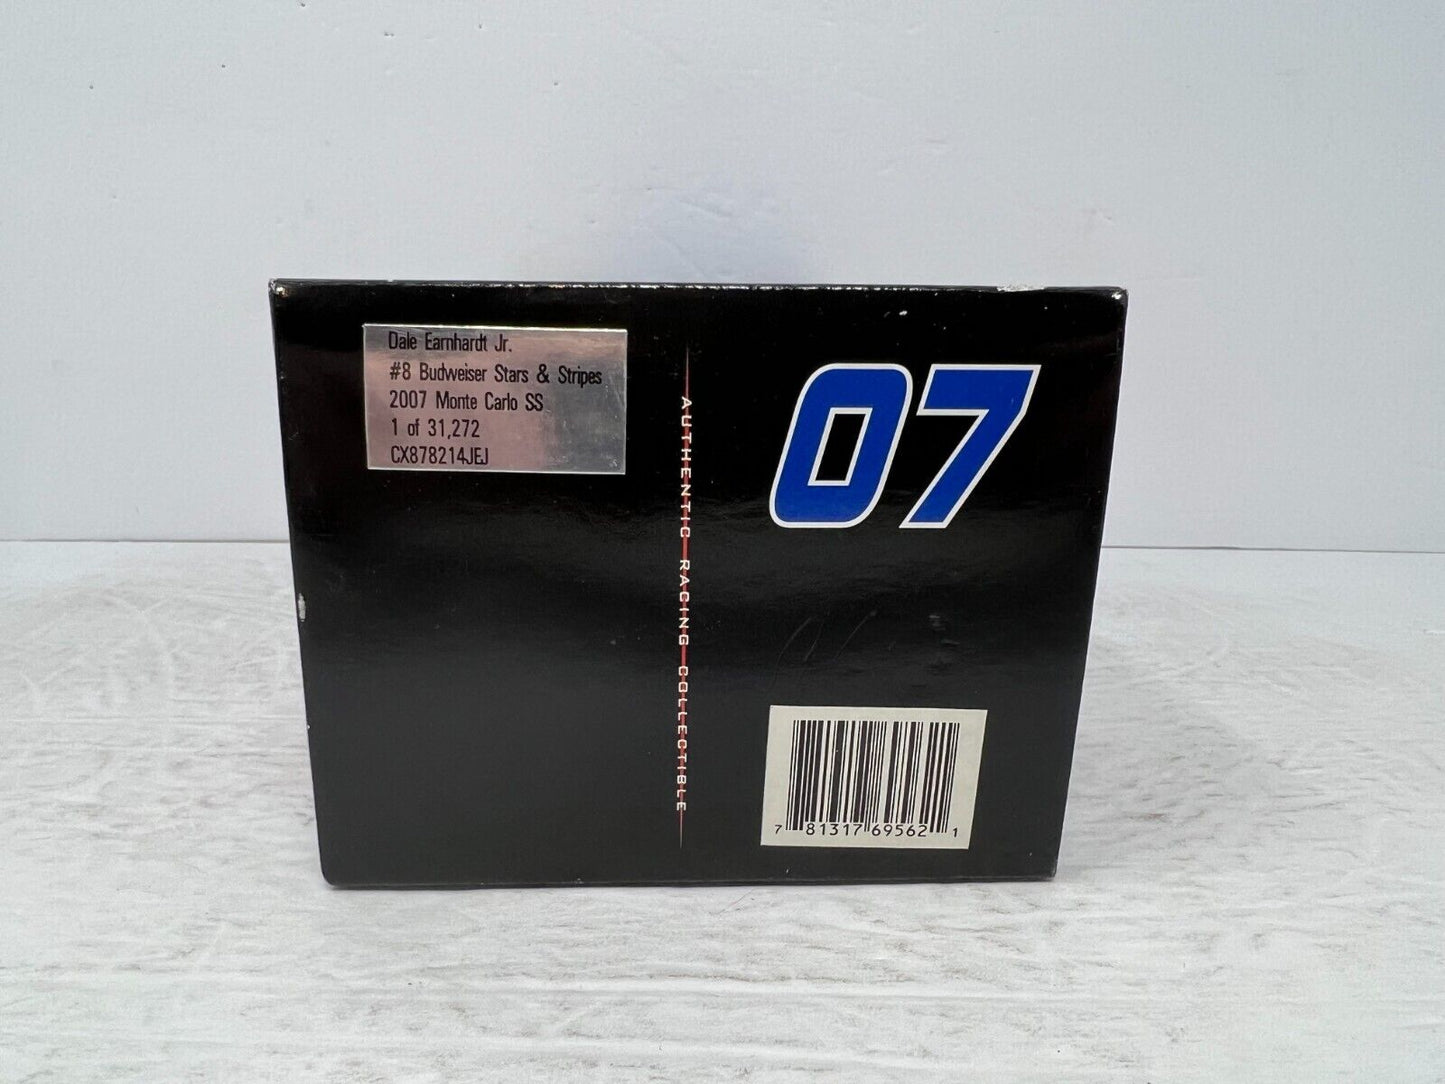 Dale Earnhardt Jr.
#8 Budweiser Stars & Stripes
2007 Monte Carlo SS
1 of 31,272
CX878214JEJ
AUTHENTIC RACING COLLECTIBLE
07
7 81317 69562 1